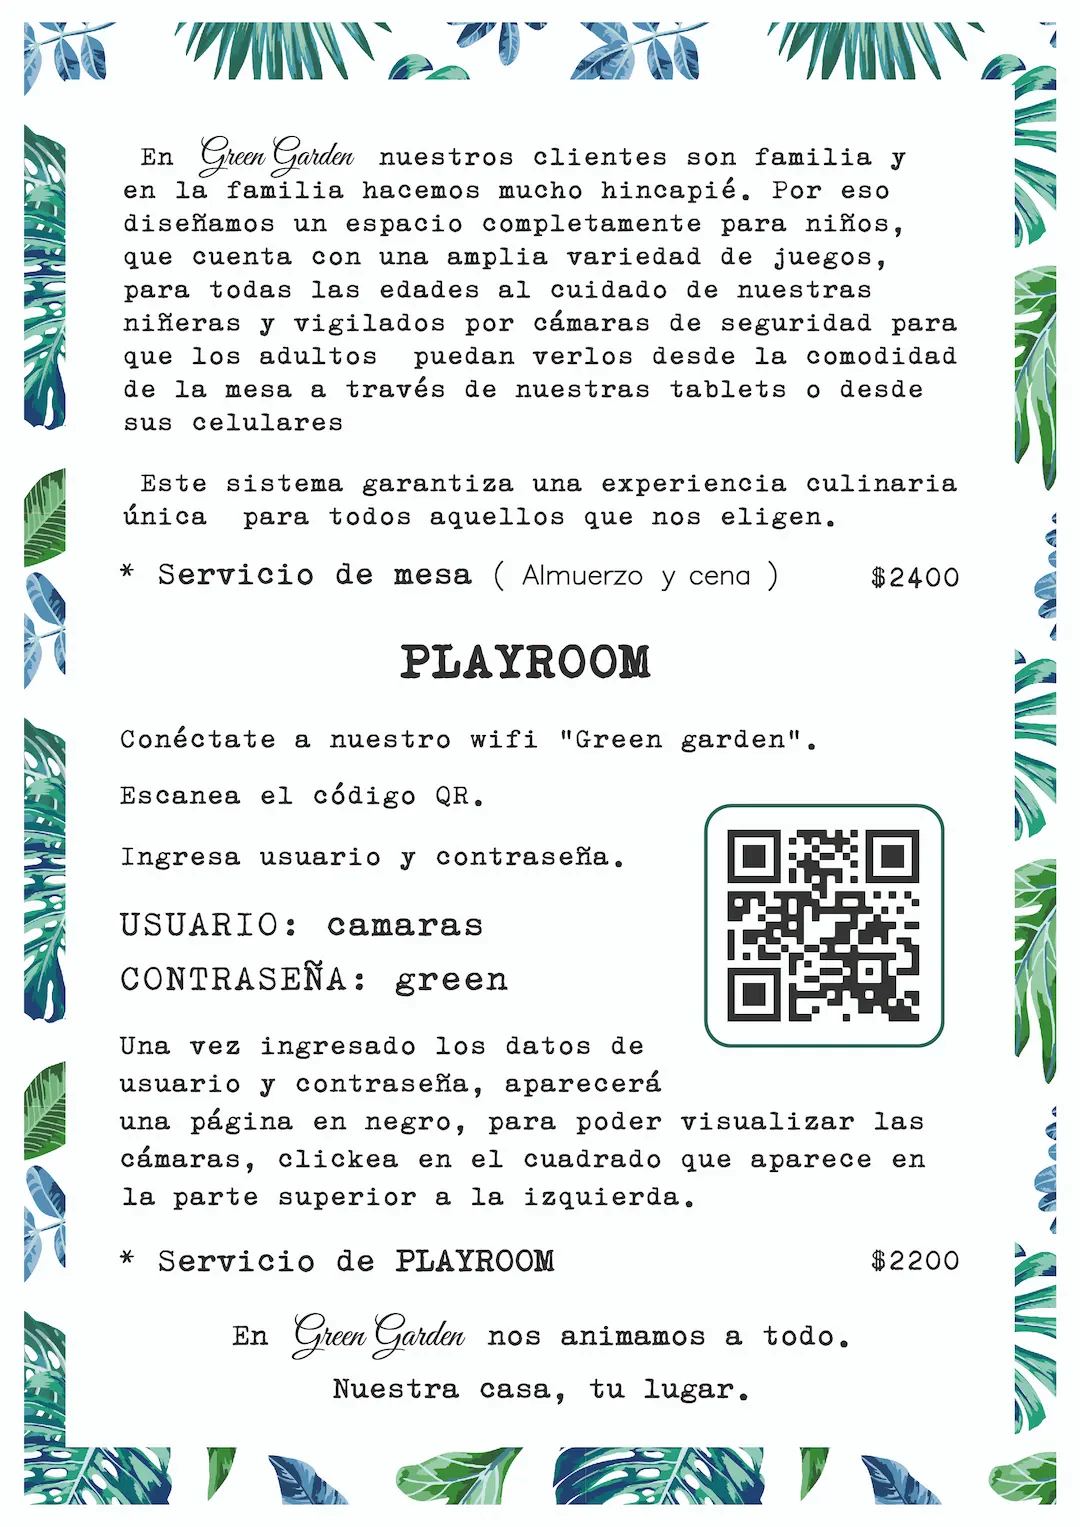 En Green Garden nuestros clientes son familia y
en la familia hacemos mucho hincapié. Por eso
diseñamos un espacio completamente para niños,
que cuenta con una amplia variedad de juegos,
para todas las edades al cuidado de nuestras
niñeras y vigilados por cámaras de seguridad para
que los adultos puedan verlos desde la comodidad
de la mesa a través de nuestras tablets o desde
sus celulares
Este sistema garantiza una experiencia culinaria
única para todos aquellos que nos eligen.
* Servicio de mesa ( Almuerzo y cena ) $2400
PLAYROOM
Conéctate a nuestro wifi "Green garden".
Escanea el código QR.
Ingresa usuario y contraseña.
USUARIO: camaras
CONTRASEÑA: green
Una vez ingresado los datos de
usuario y contraseña, aparecerá
una página en negro, para poder visualizar las
cámaras, clickea en el cuadrado que aparece en
la parte superior a la izquierda.
* Servicio de PLAYROOM $2200
En Green Garden nos animamos a todo.
Nuestra casa, tu lugar.